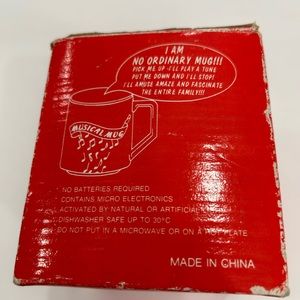 I AM
NO ORDINARY MUG!!!
PICK ME UP I'LL PLAY A TUNE
PUT ME DOWN AND I'LL STOP!
I'LL AMUSE AMAZE AND FASCINATE
THE ENTIRE FAMILY!!!
MUSICAL MUG
NO BATTERIES REQUIRED
CONTAINS MICRO ELECTRONICS
ACTIVATED BY NATURAL OR ARTIFICIAL
DISHWASHER SAFE UP TO 30°C
DO NOT PUT IN A MICROWAVE OR ON A PLATE
MADE IN CHINA